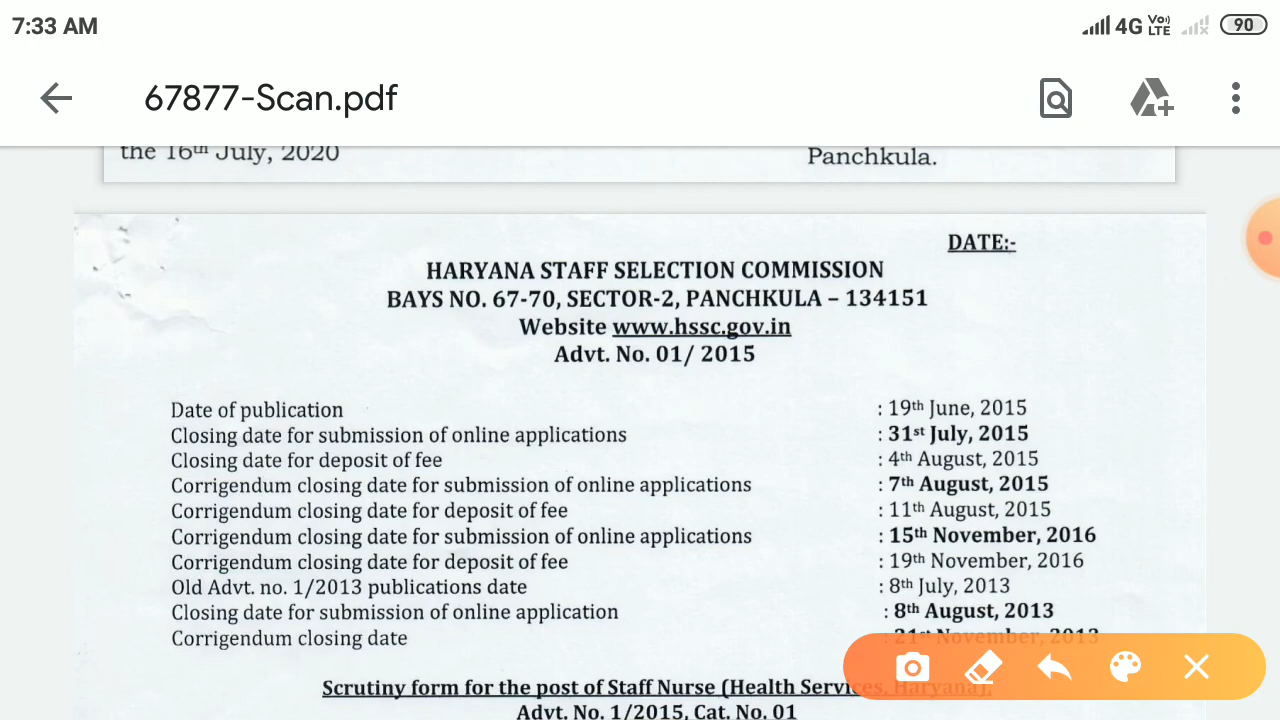 7:33 AM
4G Vo) LTE 90
67877-Scan.pdf
the 16th July, 2020 Panchkula.
DATE:-
HARYANA STAFF SELECTION COMMISSION
BAYS NO. 67-70, SECTOR-2, PANCHKULA – 134151
Website www.hssc.gov.in
Advt. No. 01/ 2015
Date of publication : 19th June, 2015
Closing date for submission of online applications : 31st July, 2015
Closing date for deposit of fee : 4th August, 2015
Corrigendum closing date for submission of online applications : 7th August, 2015
Corrigendum closing date for deposit of fee : 11th August, 2015
Corrigendum closing date for submission of online applications : 15th November, 2016
Corrigendum closing date for deposit of fee : 19th November, 2016
Old Advt. no. 1/2013 publications date : 8th July, 2013
Closing date for submission of online application : 8th August, 2013
Corrigendum closing date : 21st November, 2013
Scrutiny form for the post of Staff Nurse (Health Services, Haryana),
Advt. No. 1/2015, Cat. No. 01